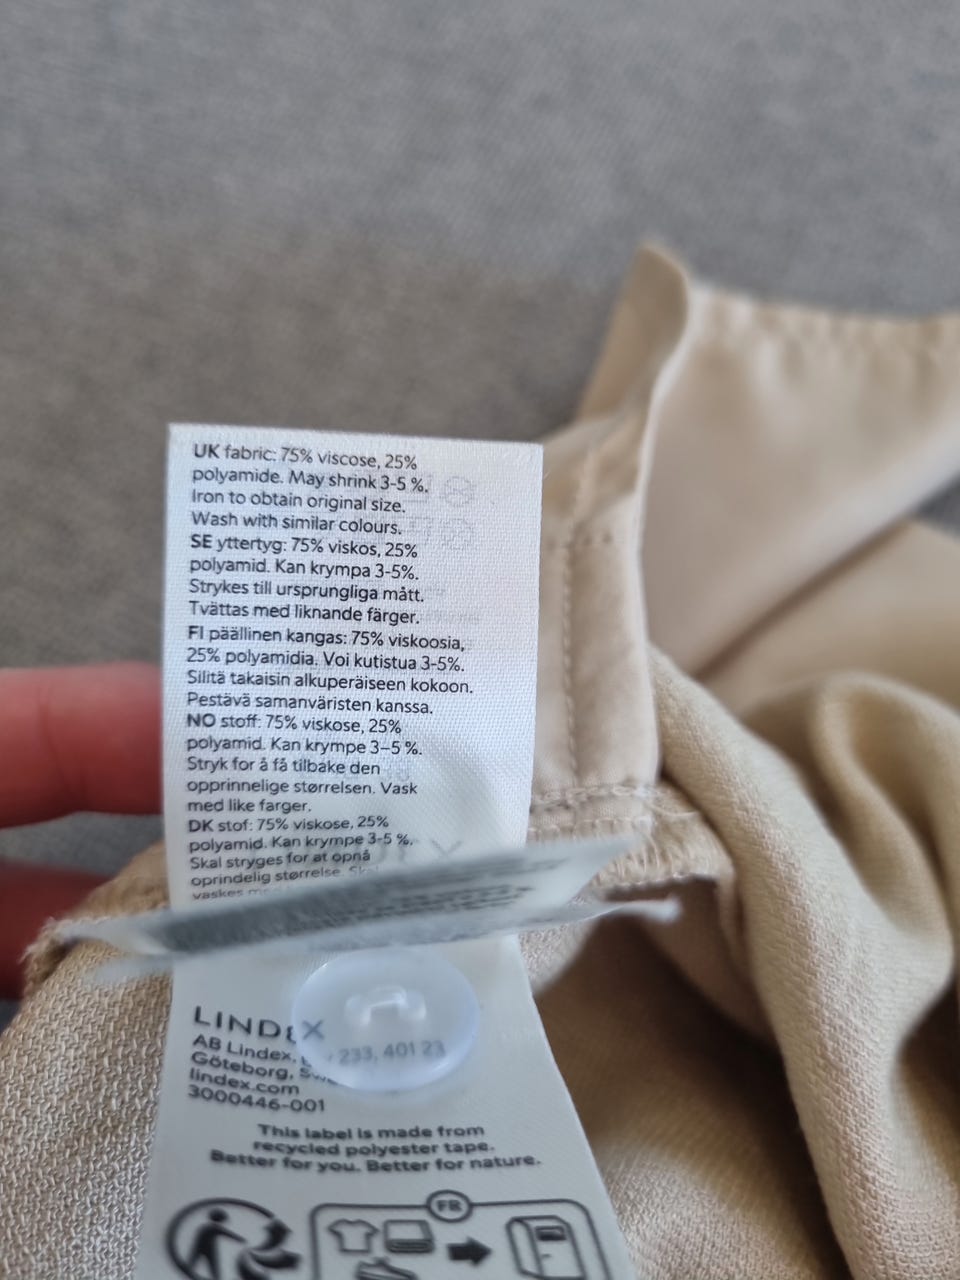 UK fabric: 75% viscose, 25%
polyamide. May shrink 3-5 %.
Iron to obtain original size.
Wash with similar colours.
SE yttertyg: 75% viskos, 25%
polyamid. Kan krympa 3-5%.
Strykes till ursprungliga mått.
Tvättas med liknande färger.
FI päällinen kangas: 75% viskoosia,
25% polyamidia. Voi kutistua 3-5%.
Silitä takaisin alkuperäiseen kokoon.
Pestävä samanväristen kanssa.
NO stoff: 75% viskose, 25%
polyamid. Kan krympe 3–5 %.
Stryk for å få tilbake den
opprinnelige størrelsen. Vask
med like farger.
DK stof: 75% viskose, 25%
polyamid. Kan krympe 3-5 %.
Skal stryges for at opnå
oprindelig størrelse.
vaskes
LINDEX
AB Lindex, 233, 401 23
Göteborg,
lindex.com
3000446-001
This label is made from
recycled polyester tape.
Better for you. Better for nature.
FR